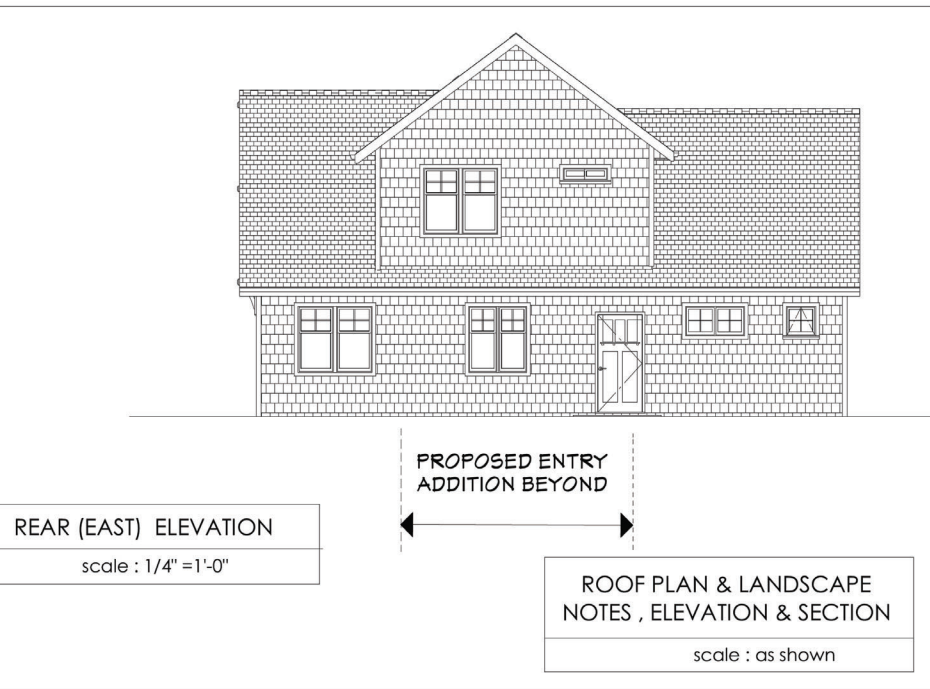 PROPOSED ENTRY
ADDITION BEYOND
REAR (EAST) ELEVATION
scale : 1/4" =1'-0"
ROOF PLAN & LANDSCAPE
NOTES , ELEVATION & SECTION
scale : as shown